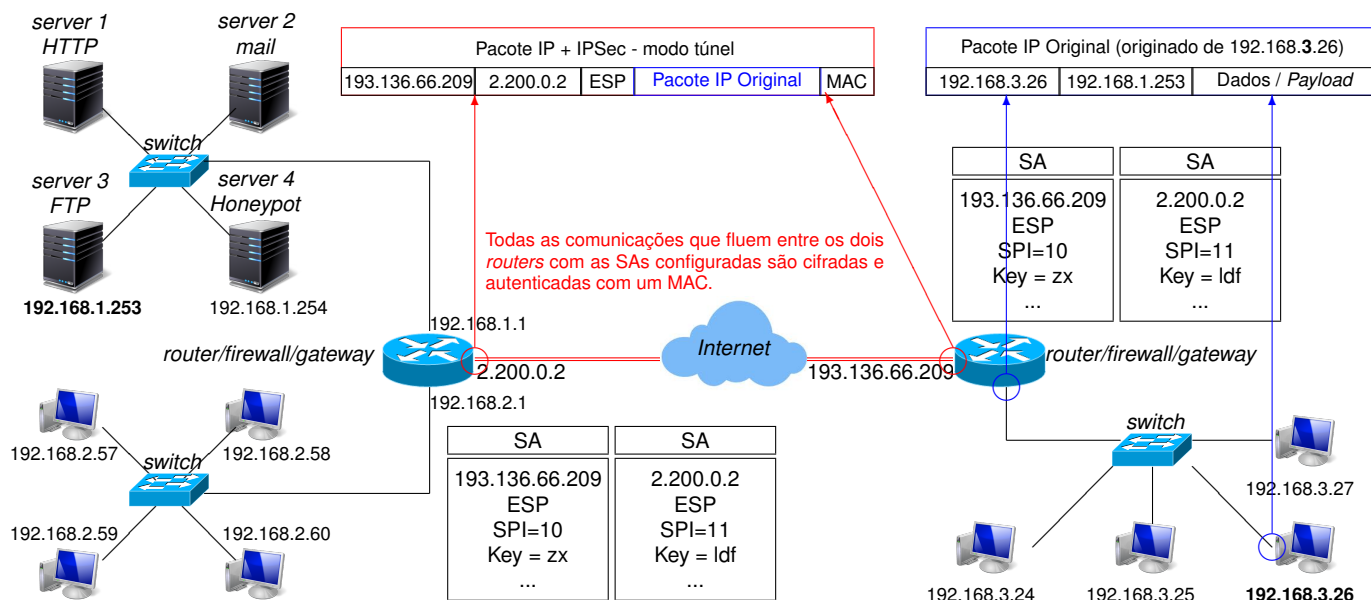 server 1
HTTP
server 2
mail
switch
server 3
FTP
server 4
Honeypot
192.168.1.253
192.168.1.254
Pacote IP + IPSec - modo túnel
193.136.66.209
2.200.0.2
ESP
Pacote IP Original
MAC
Pacote IP Original (originado de 192.168.3.26)
192.168.3.26
192.168.1.253
Dados / Payload
Todas as comunicações que fluem entre os dois
routers com as SAs configuradas são cifradas e
autenticadas com um MAC.
SA
193.136.66.209
ESP
SPI=10
Key = zx
...
SA
2.200.0.2
ESP
SPI=11
Key = ldf
...
192.168.1.1
router/firewall/gateway
2.200.0.2
192.168.2.1
Internet
193.136.66.209
router/firewall/gateway
192.168.2.57
192.168.2.58
switch
192.168.2.59
192.168.2.60
SA
193.136.66.209
ESP
SPI=10
Key = zx
...
SA
2.200.0.2
ESP
SPI=11
Key = ldf
...
switch
192.168.3.27
192.168.3.24
192.168.3.25
192.168.3.26